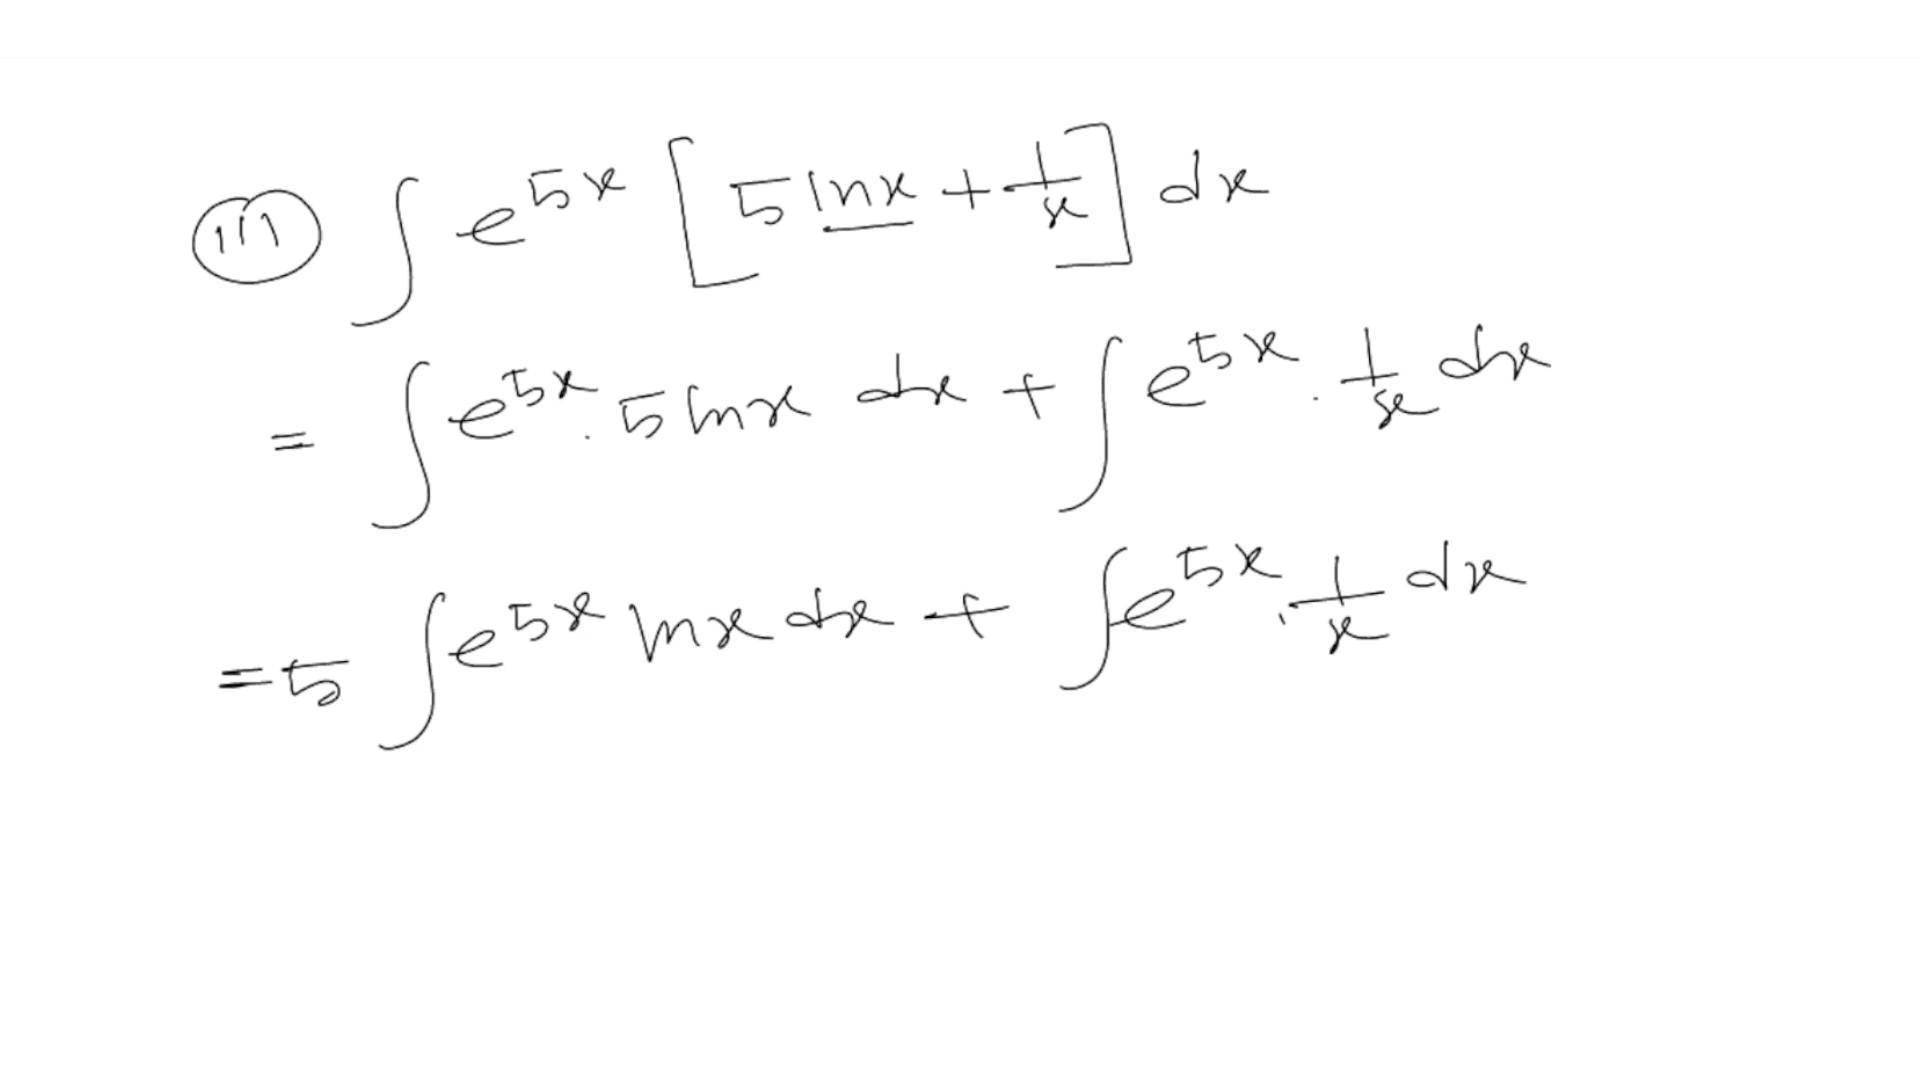 (iii) ∫ e^{5x} [5 lnx + 1/x] dx
= ∫ e^{5x} . 5 lnx dx + ∫ e^{5x} . 1/x dx
= 5 ∫ e^{5x} lnx dx + ∫ e^{5x} . 1/x dx